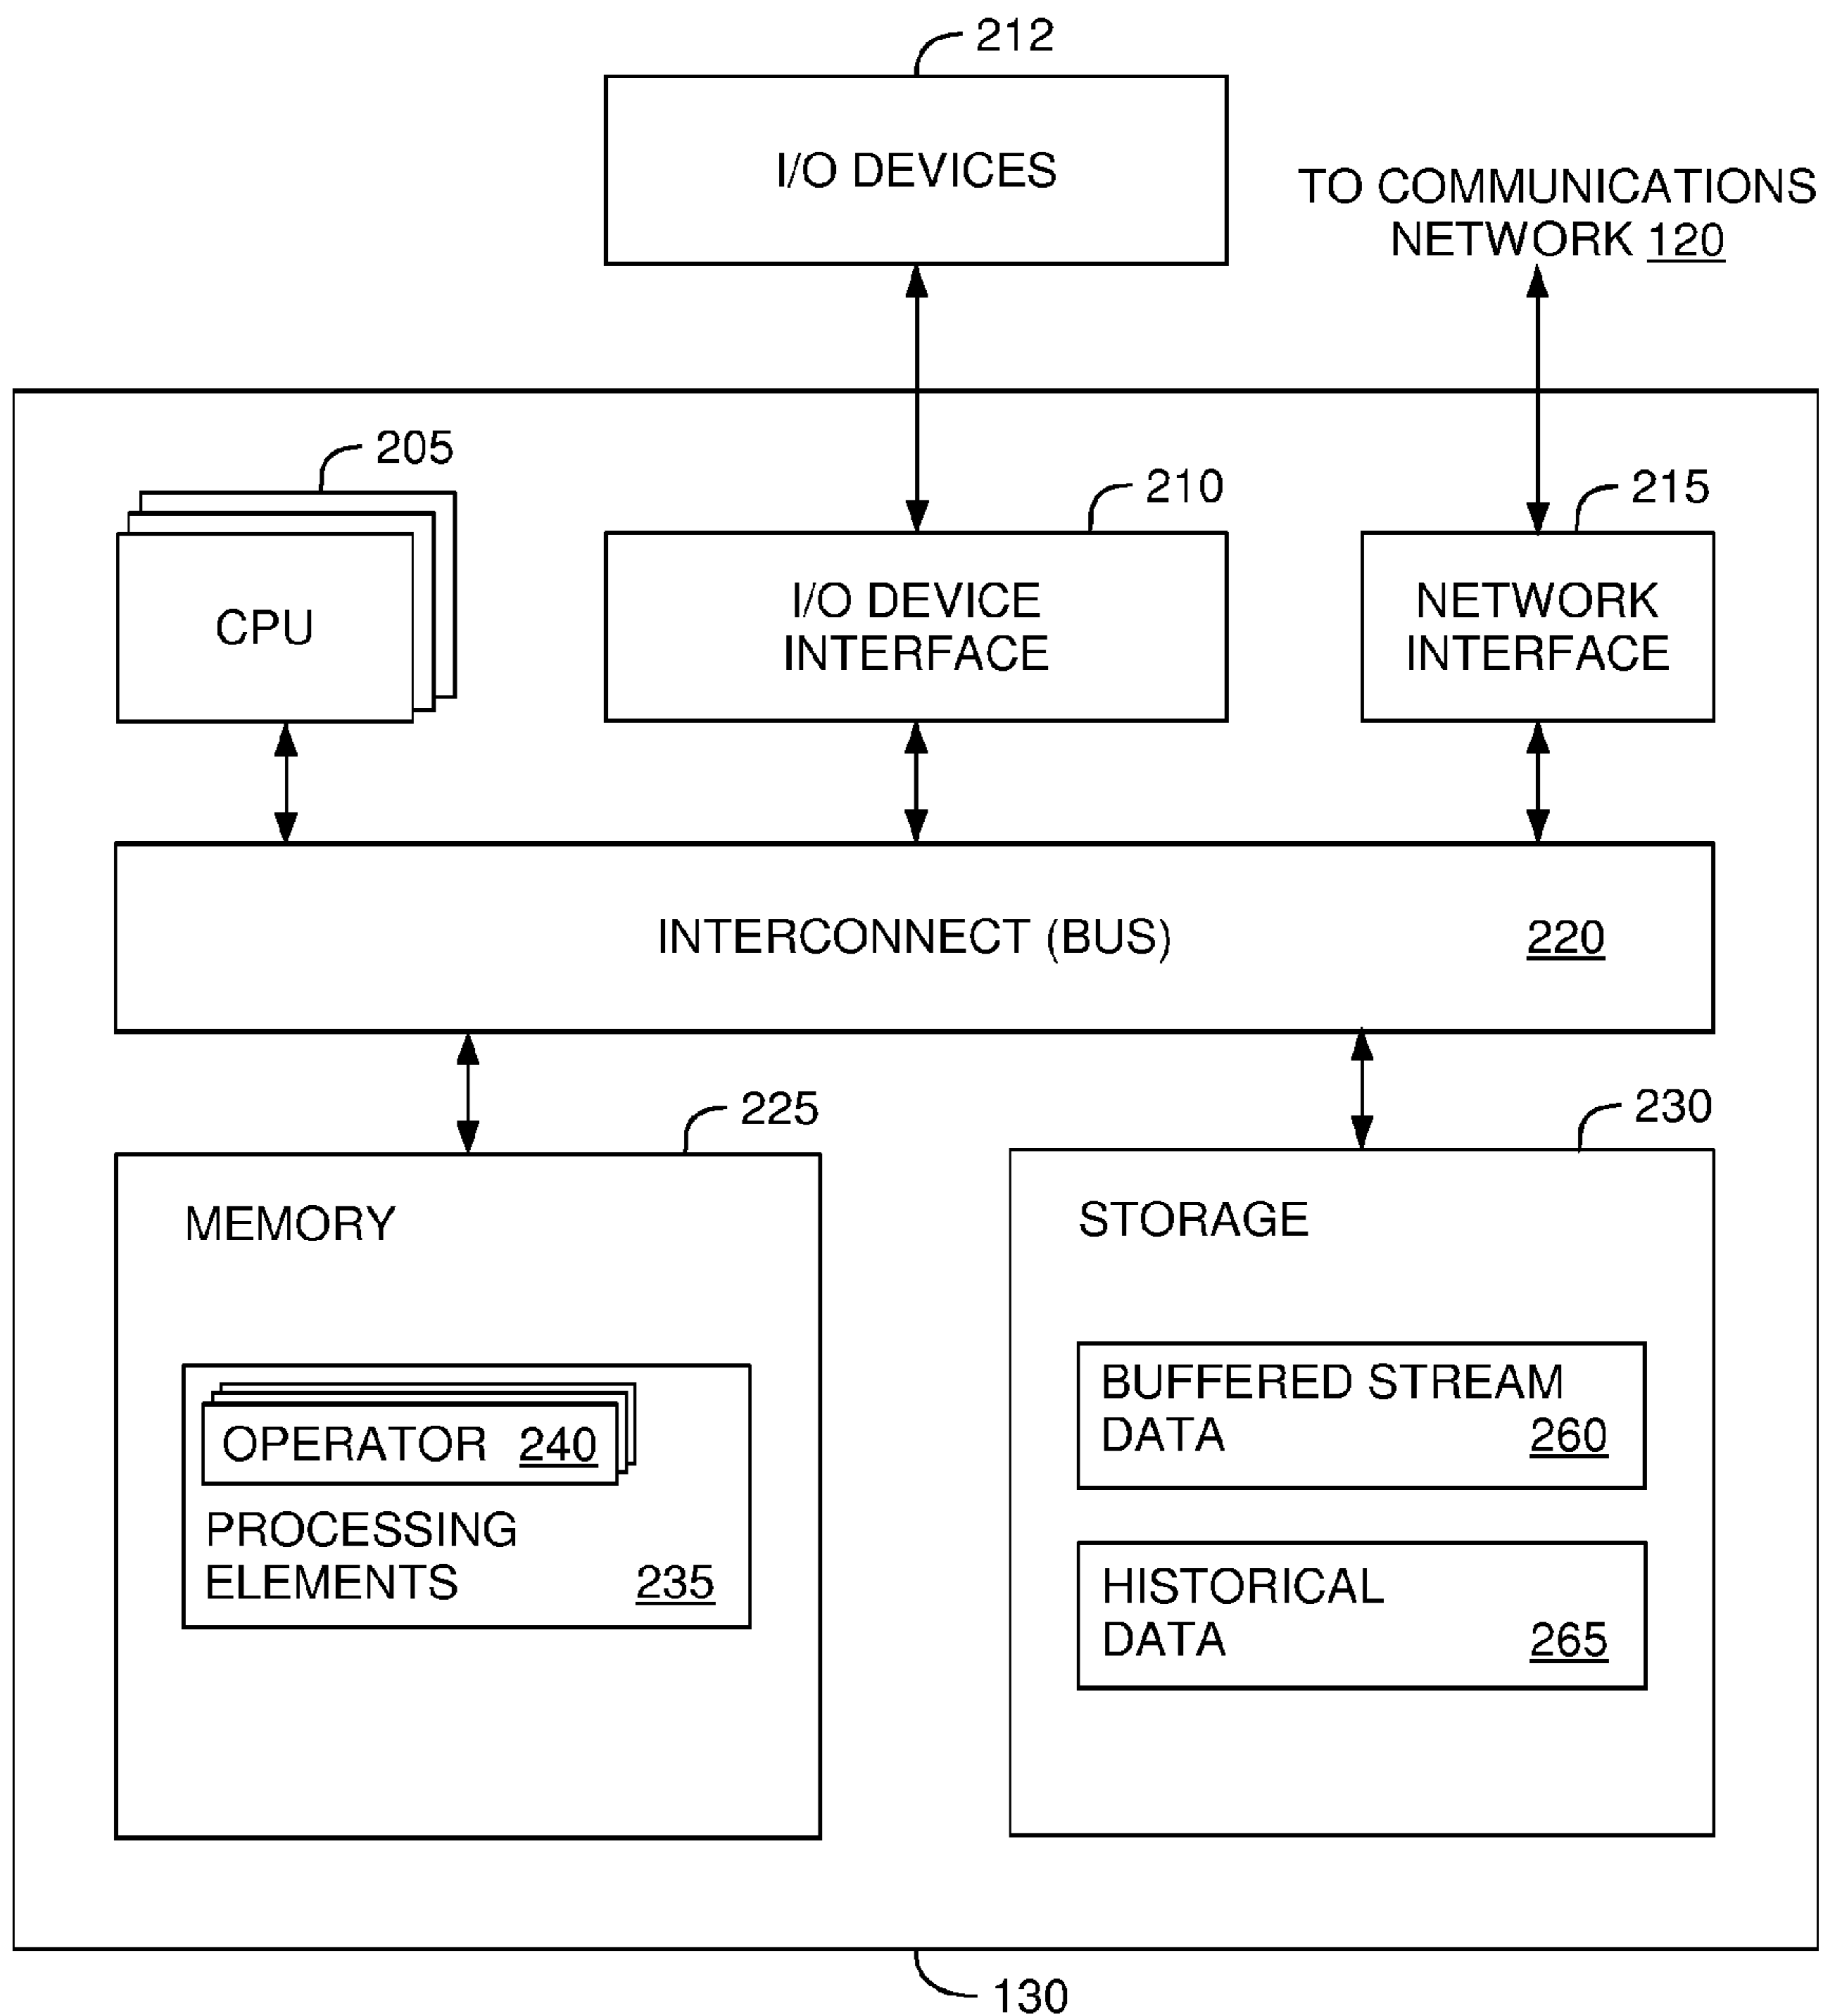 212
I/O DEVICES
TO COMMUNICATIONS
NETWORK 120
205
210
215
CPU
I/O DEVICE
INTERFACE
NETWORK
INTERFACE
INTERCONNECT (BUS) 220
225
230
MEMORY
STORAGE
OPERATOR 240
PROCESSING
ELEMENTS 235
BUFFERED STREAM
DATA 260
HISTORICAL
DATA 265
130